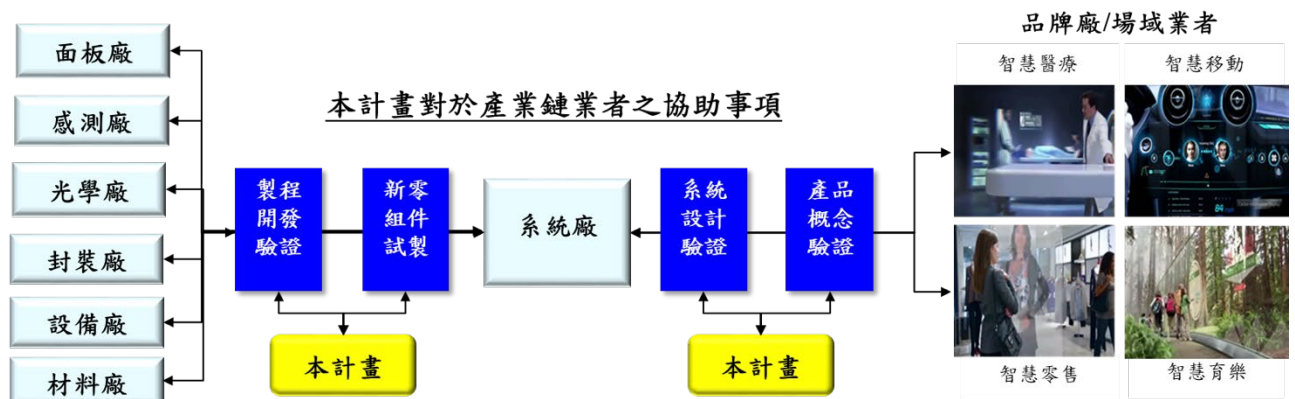 品牌廠/場域業者
智慧醫療
智慧移動
本計畫對於產業鏈業者之協助事項
面板廠
感測廠
光學廠
封裝廠
設備廠
材料廠
製程
開發
驗證
新零
組件
試製
系統廠
系統
設計
驗證
產品
概念
驗證
本計畫
本計畫
智慧零售
智慧育樂